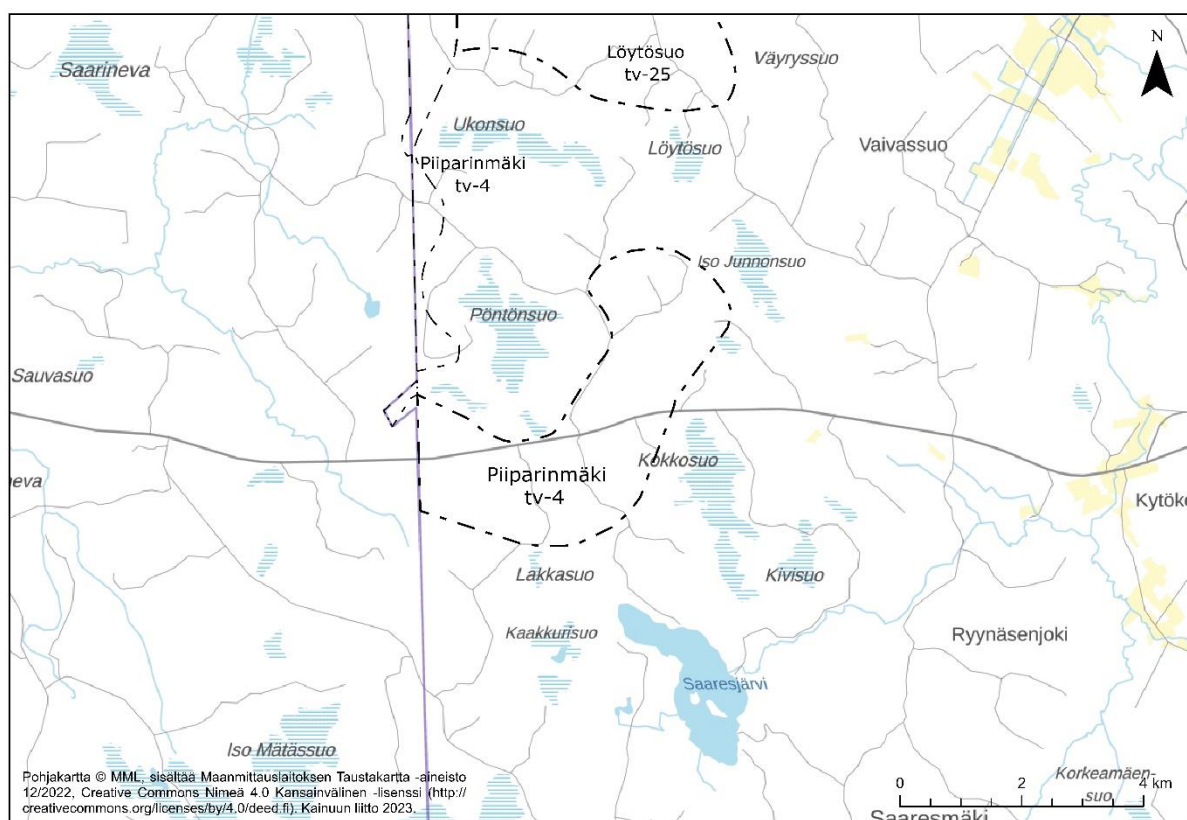 N
Saarineva
Löytösuo
tv-25
Väyryssuo
Ukonsuo
Löytösuo
Vaivassuo
Piiparinmäki
tv-4
Iso Junnonsuo
Pöntönsuo
Sauvasuo
Kokkosuo
neva
Piiparinmäki
tv-4
Kytök
Lakkasuo
Kivisuo
Kaakkurisuo
Ryynäsenjoki
Saaresjärvi
Iso Mätässuo
Pohjakartta © MML, sisältää Maanmittauslaitoksen Taustakartta -aineisto
12/2022, Creative Commons Nimeä 4.0 Kansainvälinen -lisenssi (http://
creativecommons.org/licenses/by/4.0/deed.fi). Kainuun liitto 2023.
Korkeamäen-
suo
0 2 4 km
Saaresmäki